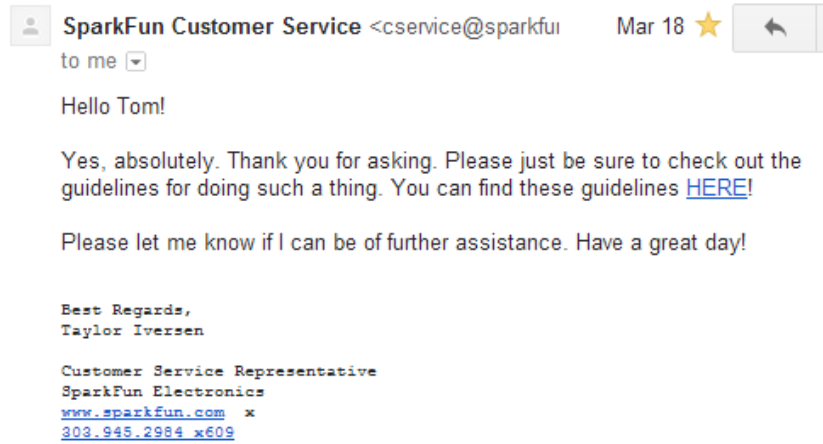 SparkFun Customer Service <cservice@sparkfu Mar 18
to me
Hello Tom!
Yes, absolutely. Thank you for asking. Please just be sure to check out the
guidelines for doing such a thing. You can find these guidelines HERE!
Please let me know if I can be of further assistance. Have a great day!
Best Regards,
Taylor Iversen
Customer Service Representative
SparkFun Electronics
www.sparkfun.com x
303.945.2984 x609